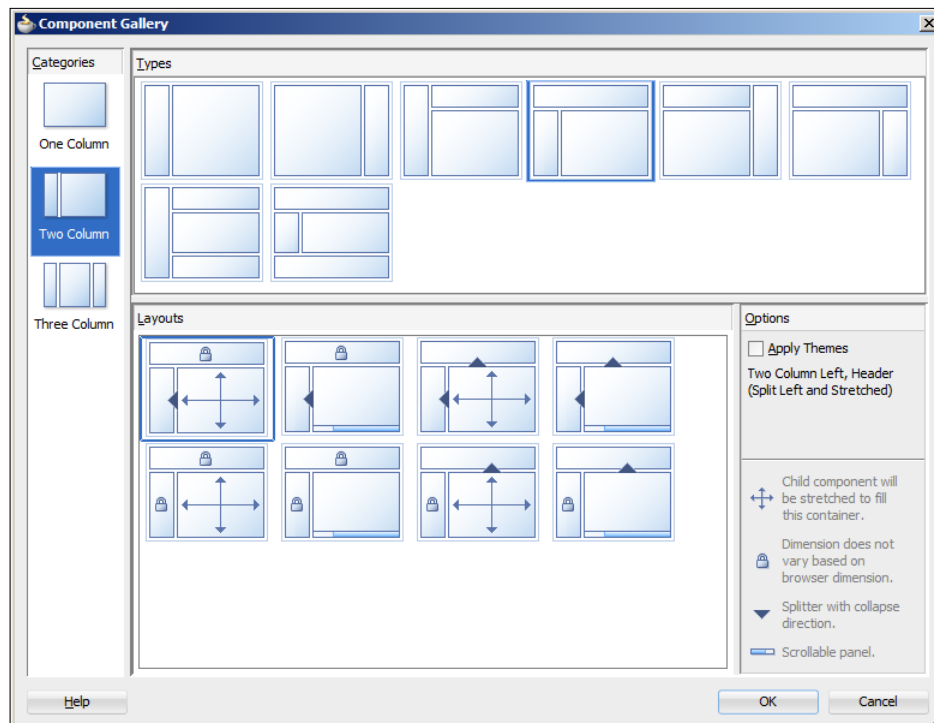 Component Gallery
Categories
One Column
Two Column
Three Column
Types
Layouts
Options
Apply Themes
Two Column Left, Header
(Split Left and Stretched)
Child component will
be stretched to fill
this container.
Dimension does not
vary based on
browser dimension.
Splitter with collapse
direction.
Scrollable panel.
Help
OK
Cancel